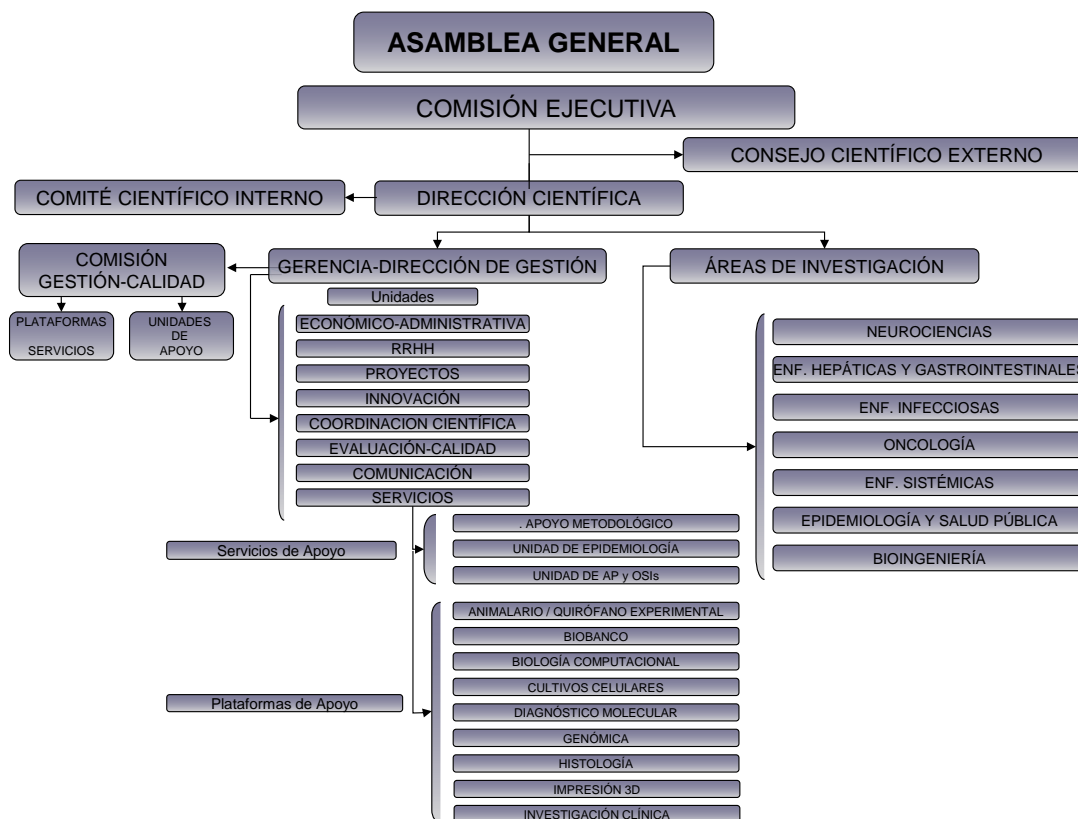 ASAMBLEA GENERAL
COMISIÓN EJECUTIVA
CONSEJO CIENTÍFICO EXTERNO
COMITÉ CIENTÍFICO INTERNO
DIRECCIÓN CIENTÍFICA
COMISIÓN
GESTIÓN-CALIDAD
GERENCIA-DIRECCIÓN DE GESTIÓN
ÁREAS DE INVESTIGACIÓN
PLATAFORMAS
SERVICIOS
UNIDADES
DE
APOYO
Unidades
ECONÓMICO-ADMINISTRATIVA
RRHH
PROYECTOS
INNOVACIÓN
COORDINACION CIENTÍFICA
EVALUACIÓN-CALIDAD
COMUNICACIÓN
SERVICIOS
NEUROCIENCIAS
ENF. HEPÁTICAS Y GASTROINTESTINALES
ENF. INFECCIOSAS
ONCOLOGÍA
ENF. SISTÉMICAS
EPIDEMIOLOGÍA Y SALUD PÚBLICA
BIOINGENIERÍA
Servicios de Apoyo
. APOYO METODOLÓGICO
UNIDAD DE EPIDEMIOLOGÍA
UNIDAD DE AP y OSIs
Plataformas de Apoyo
ANIMALARIO / QUIRÓFANO EXPERIMENTAL
BIOBANCO
BIOLOGÍA COMPUTACIONAL
CULTIVOS CELULARES
DIAGNÓSTICO MOLECULAR
GENÓMICA
HISTOLOGÍA
IMPRESIÓN 3D
INVESTIGACIÓN CLÍNICA